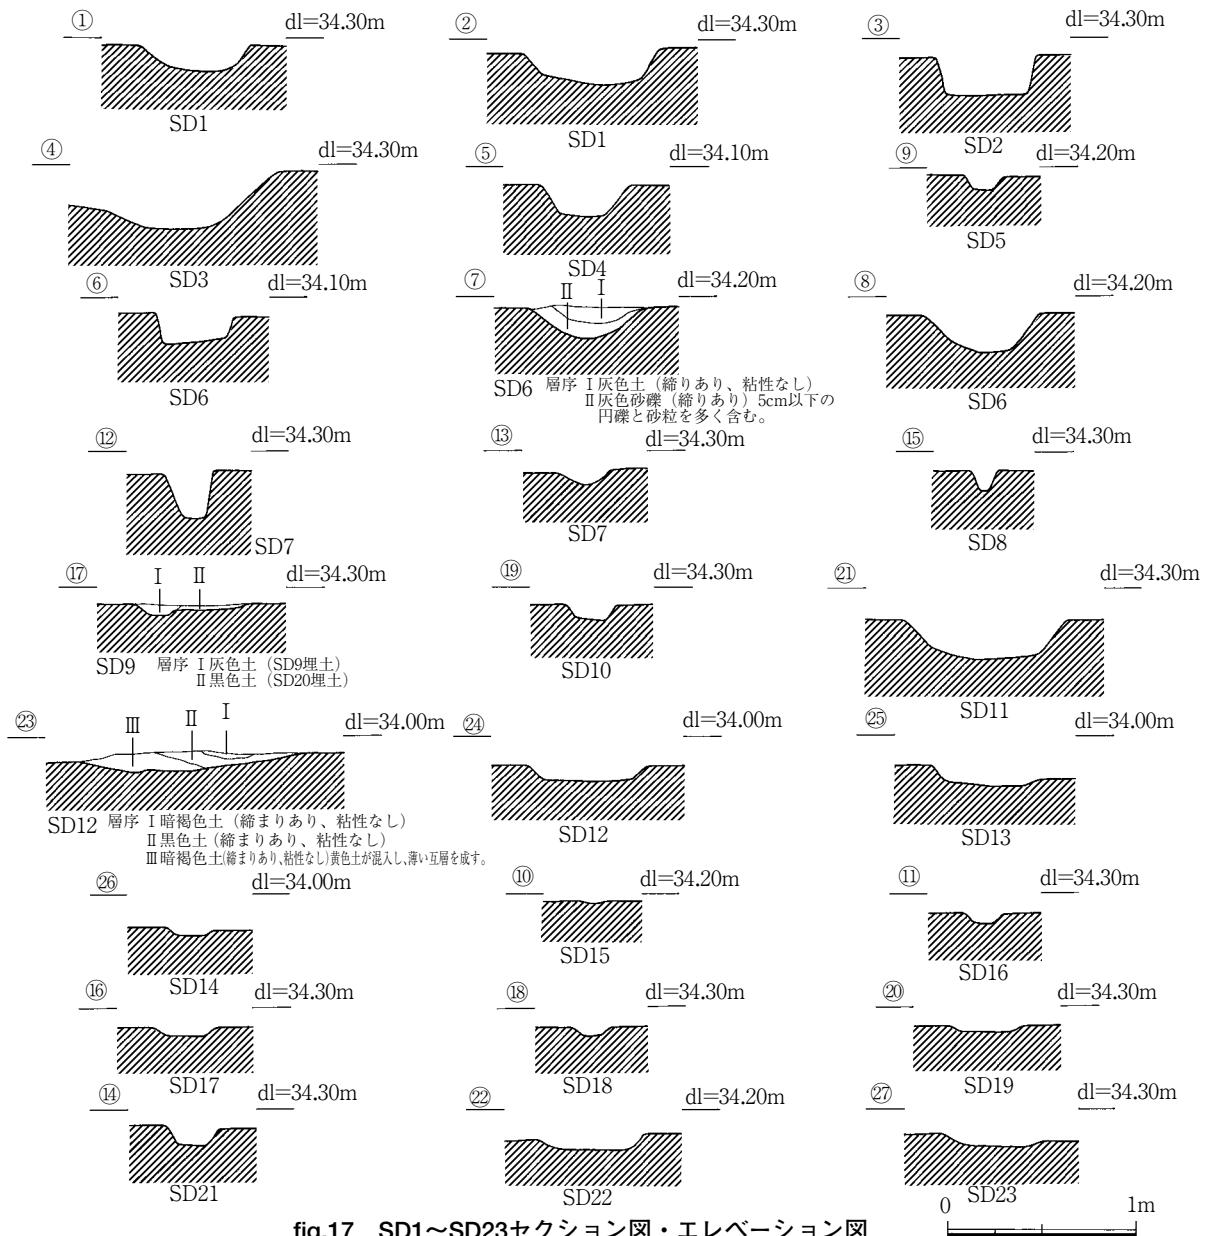 ① dl=34.30m
SD1
② dl=34.30m
SD1
③ dl=34.30m
SD2
④ dl=34.30m
SD3
⑤ dl=34.10m
SD4
⑨ dl=34.20m
SD5
⑥ dl=34.10m
SD6
⑦ dl=34.20m
Ⅱ Ⅰ
SD6 層序 Ⅰ灰色土（締りあり、粘性なし）
Ⅱ灰色砂礫（締りあり）5cm以下の
円礫と砂粒を多く含む。
⑧ dl=34.20m
SD6
⑫ dl=34.30m
SD7
⑬ dl=34.30m
SD7
⑮ dl=34.30m
SD8
⑰ dl=34.30m
Ⅰ Ⅱ
SD9 層序 Ⅰ灰色土（SD9埋土）
Ⅱ黒色土（SD20埋土）
⑲ dl=34.30m
SD10
㉑ dl=34.30m
SD11
㉓ dl=34.00m
Ⅲ Ⅱ Ⅰ
SD12 層序 Ⅰ暗褐色土（締まりあり、粘性なし）
Ⅱ黒色土（締まりあり、粘性なし）
Ⅲ暗褐色土(締まりあり、粘性なし)黄色土が混入し、薄い互層を成す。
㉔ dl=34.00m
SD12
㉕ dl=34.00m
SD13
㉖ dl=34.00m
SD14
⑩ dl=34.20m
SD15
⑪ dl=34.30m
SD16
⑯ dl=34.30m
SD17
⑱ dl=34.30m
SD18
⑳ dl=34.30m
SD19
⑭ dl=34.30m
SD21
㉒ dl=34.20m
SD22
㉗ dl=34.30m
SD23
0 1m
fig.17 SD1〜SD23セクション図・エレベーション図